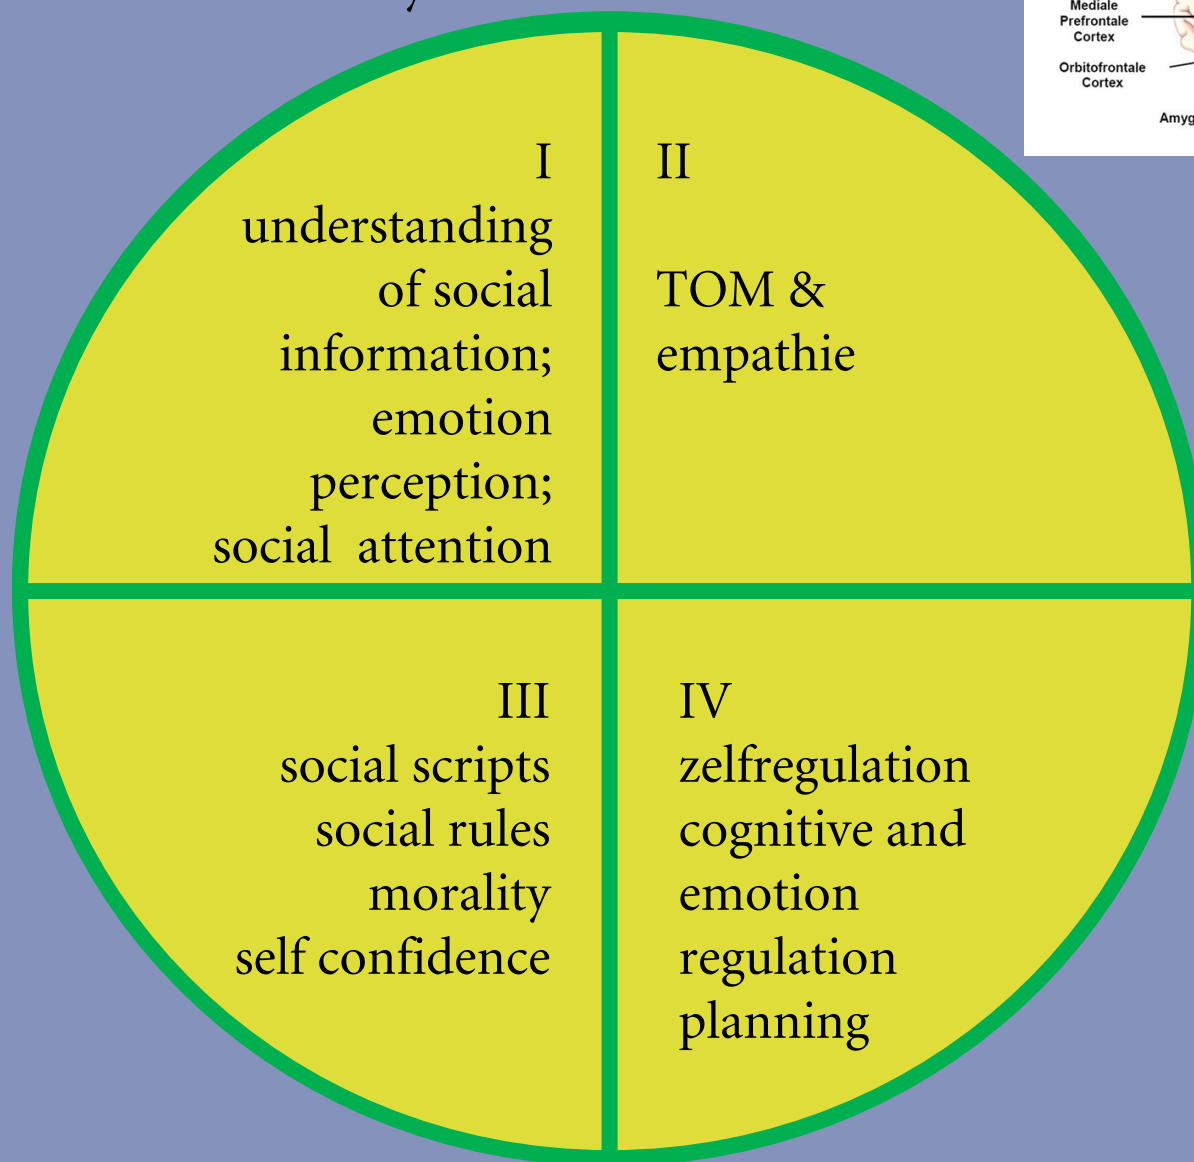 Mediale
Prefrontale
Cortex
Orbitofrontale
Cortex
I
understanding
of social
information;
emotion
perception;
social attention
II
TOM &
empathie
III
social scripts
social rules
morality
self confidence
IV
zelfregulation
cognitive and
emotion
regulation
planning